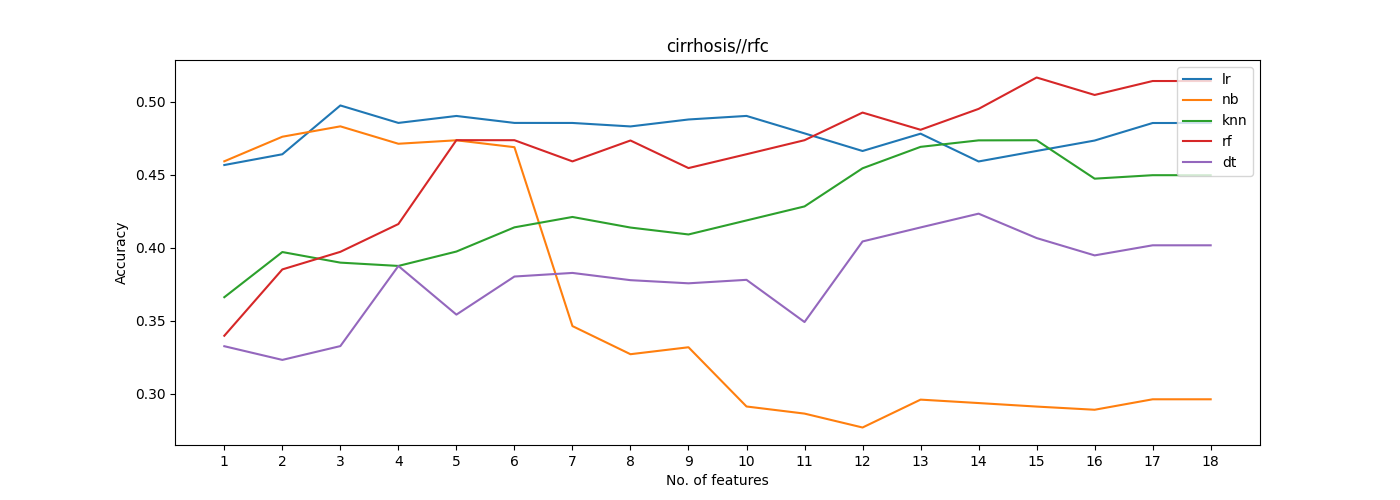 cirrhosis//rfc
lr
nb
knn
rf
dt
0.50
0.45
0.40
0.35
0.30
Accuracy
1 2 3 4 5 6 7 8 9 10 11 12 13 14 15 16 17 18
No. of features